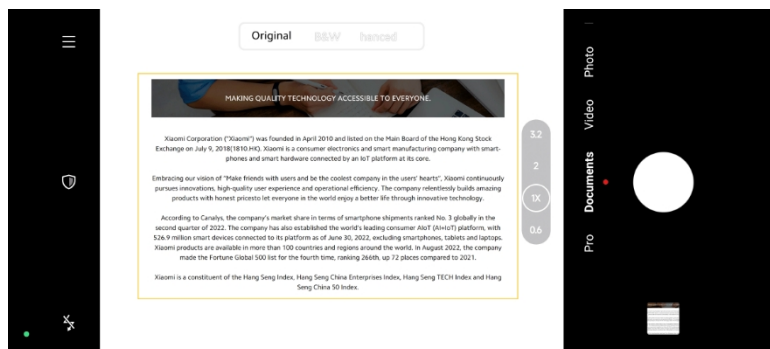 Original B&W hanced
MAKING QUALITY TECHNOLOGY ACCESSIBLE TO EVERYONE.
Xiaomi Corporation ("Xiaomi") was founded in April 2010 and listed on the Main Board of the Hong Kong Stock
Exchange on July 9, 2018(1810.HK). Xiaomi is a consumer electronics and smart manufacturing company with smart-
phones and smart hardware connected by an IoT platform at its core.
Embracing our vision of "Make friends with users and be the coolest company in the users' hearts", Xiaomi continuously
pursues innovations, high-quality user experience and operational efficiency. The company relentlessly builds amazing
products with honest pricesto let everyone in the world enjoy a better life through innovative technology.
According to Canalys, the company's market share in terms of smartphone shipments ranked No. 3 globally in the
second quarter of 2022. The company has also established the world's leading consumer AIoT (AI+IoT) platform, with
526.9 million smart devices connected to its platform as of June 30, 2022, excluding smartphones, tablets and laptops.
Xiaomi products are available in more than 100 countries and regions around the world. In August 2022, the company
made the Fortune Global 500 list for the fourth time, ranking 266th, up 72 places compared to 2021.
Xiaomi is a constituent of the Hang Seng Index, Hang Seng China Enterprises Index, Hang Seng TECH Index and Hang
Seng China 50 Index.
3.2
2
1X
0.6
Photo
Video
Documents
Pro